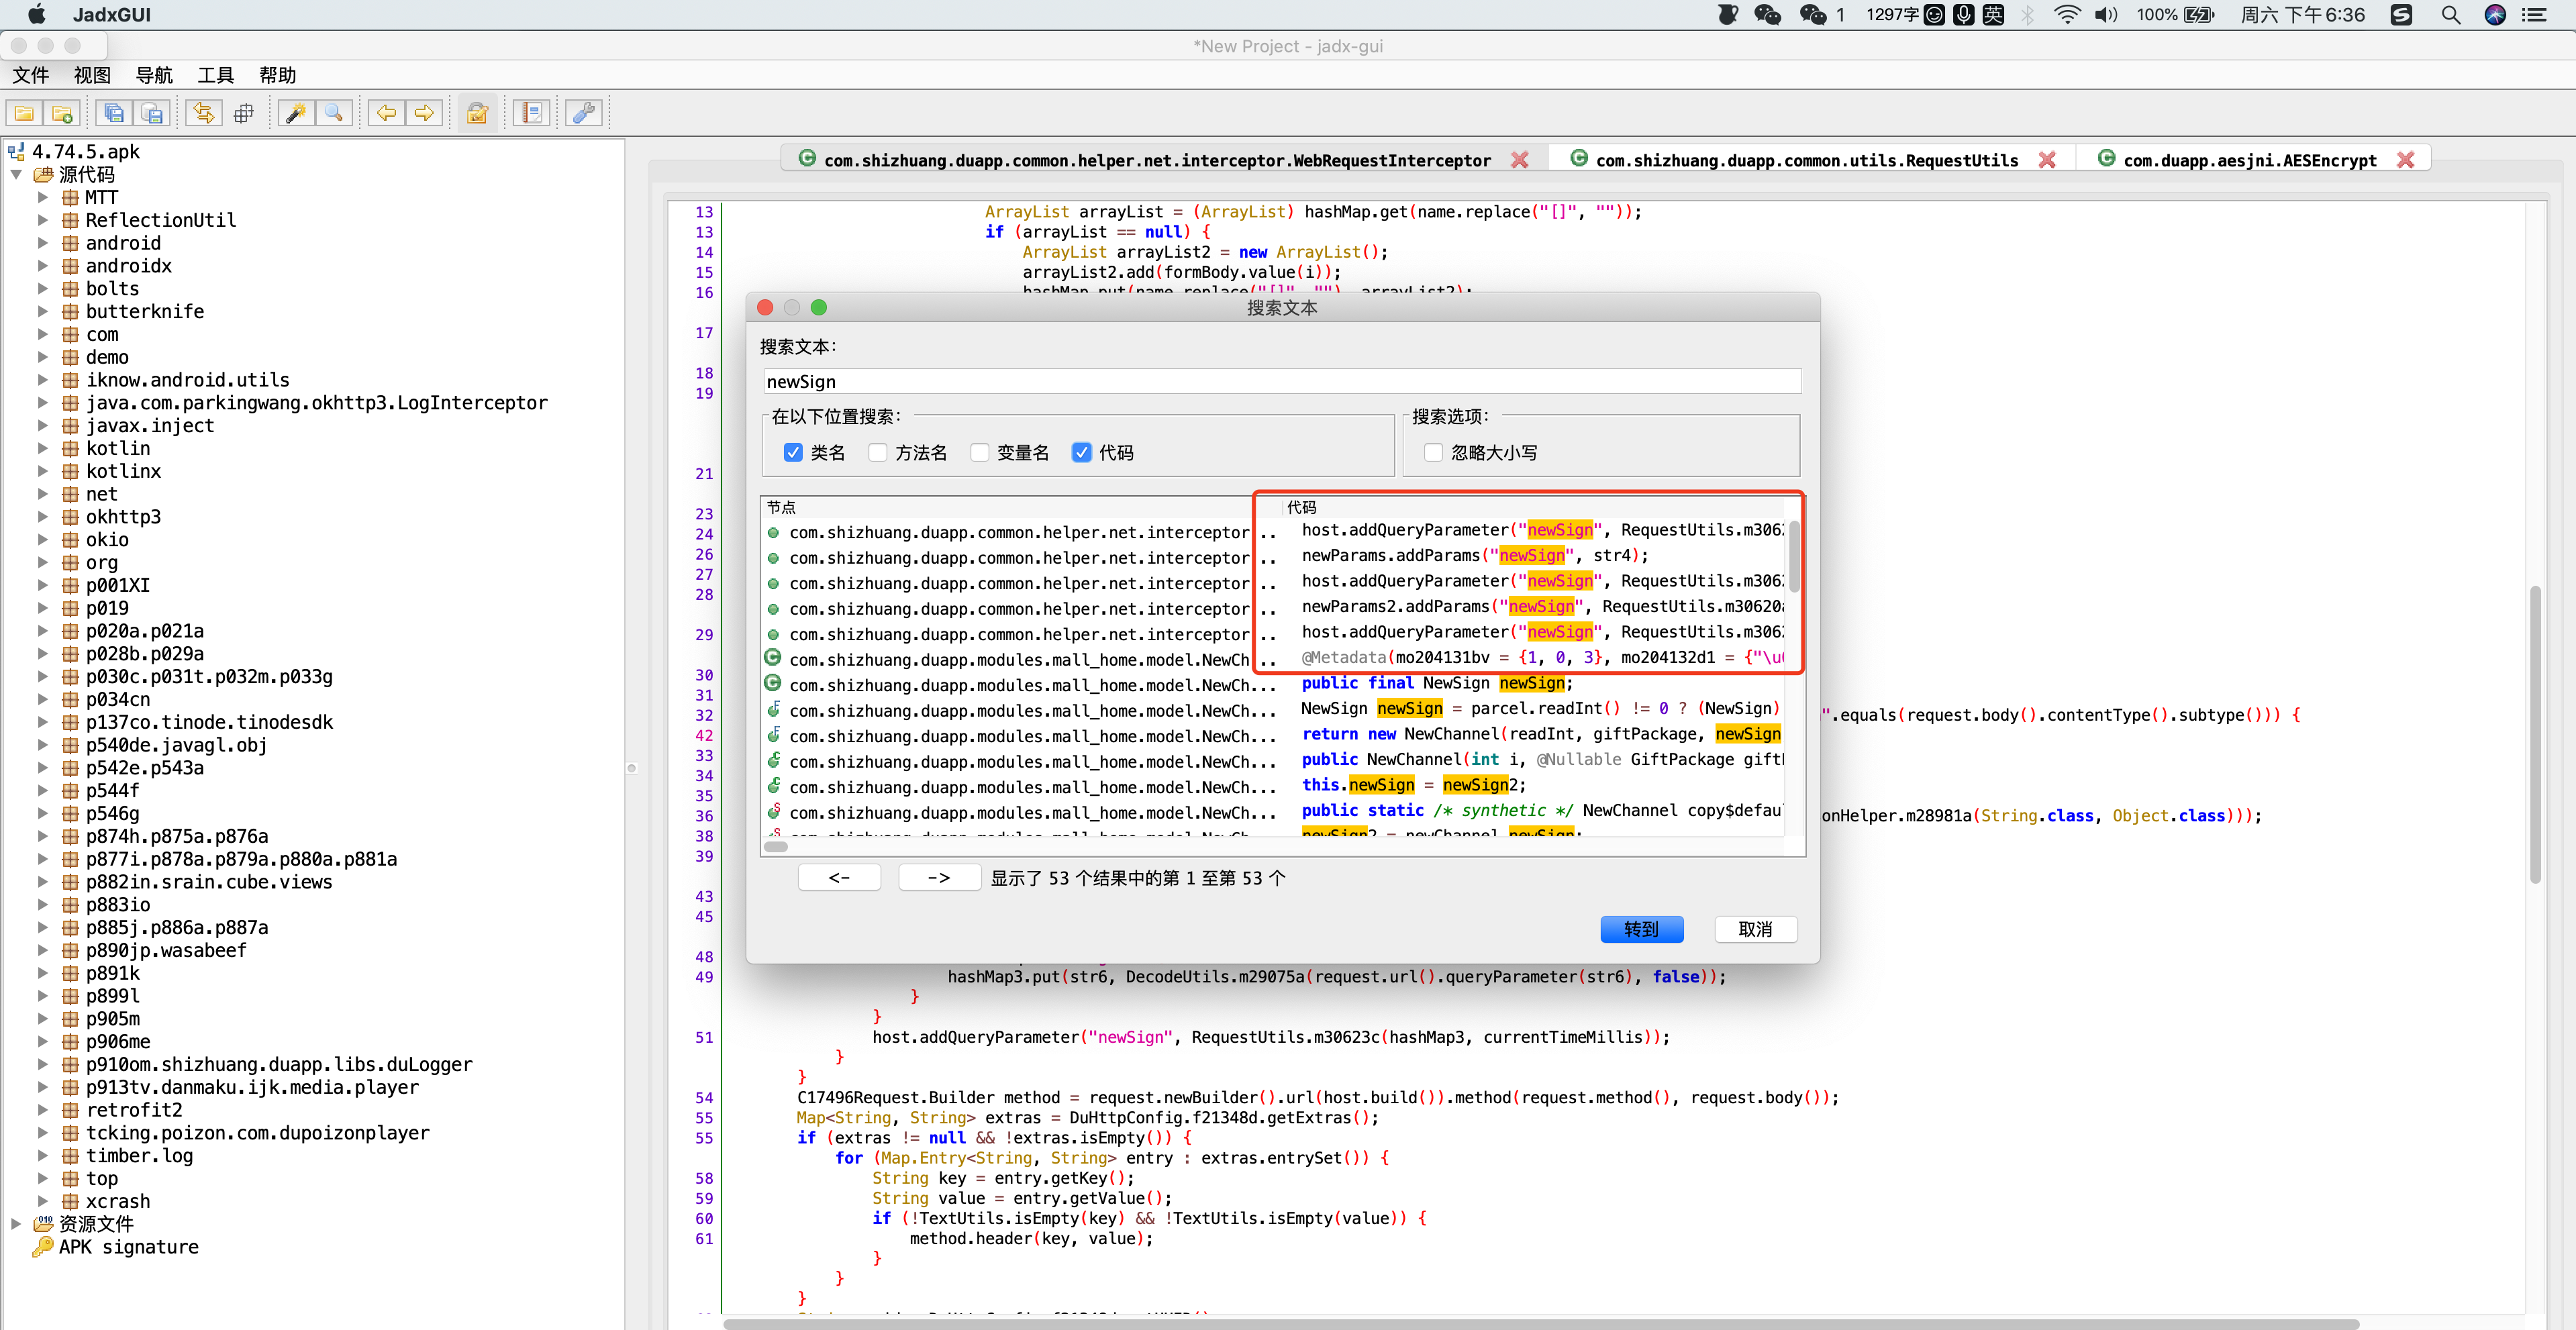 JadxGUI
1 1297字 英 100% 周六 下午6:36
*New Project - jadx-gui
文件 视图 导航 工具 帮助
4.74.5.apk
源代码
MTT
ReflectionUtil
android
androidx
bolts
butterknife
com
demo
iknow.android.utils
java.com.parkingwang.okhttp3.LogInterceptor
javax.inject
kotlin
kotlinx
net
okhttp3
okio
org
p001XI
p019
p020a.p021a
p028b.p029a
p030c.p031t.p032m.p033g
p034cn
p137co.tinode.tinodesdk
p540de.javagl.obj
p542e.p543a
p544f
p546g
p874h.p875a.p876a
p877i.p878a.p879a.p880a.p881a
p882in.srain.cube.views
p883io
p885j.p886a.p887a
p890jp.wasabeef
p891k
p899l
p905m
p906me
p910om.shizhuang.duapp.libs.duLogger
p913tv.danmaku.ijk.media.player
retrofit2
tcking.poizon.com.dupoizonplayer
timber.log
top
xcrash
资源文件
APK signature
com.shizhuang.duapp.common.helper.net.interceptor.WebRequestInterceptor com.shizhuang.duapp.common.utils.RequestUtils com.duapp.aesjni.AESEncrypt
13 ArrayList arrayList = (ArrayList) hashMap.get(name.replace("[]", ""));
13 if (arrayList == null) {
14 ArrayList arrayList2 = new ArrayList();
15 arrayList2.add(formBody.value(i));
16 hashMap.put(name.replace("[]", ""), arrayList2);
17
18
19
21
23
24
26
27
28
29
30
31
32
42 ".equals(request.body().contentType().subtype())) {
33
34
35
36 onHelper.m28981a(String.class, Object.class)));
38
39
43
45
48
49 hashMap3.put(str6, DecodeUtils.m29075a(request.url().queryParameter(str6), false));
}
}
51 host.addQueryParameter("newSign", RequestUtils.m30623c(hashMap3, currentTimeMillis));
}
}
54 C17496Request.Builder method = request.newBuilder().url(host.build()).method(request.method(), request.body());
55 Map<String, String> extras = DuHttpConfig.f21348d.getExtras();
55 if (extras != null && !extras.isEmpty()) {
for (Map.Entry<String, String> entry : extras.entrySet()) {
58 String key = entry.getKey();
59 String value = entry.getValue();
60 if (!TextUtils.isEmpty(key) && !TextUtils.isEmpty(value)) {
61 method.header(key, value);
}
}
}
搜索文本
搜索文本:
newSign
在以下位置搜索: 搜索选项:
类名 方法名 变量名 代码 忽略大小写
节点 代码
com.shizhuang.duapp.common.helper.net.interceptor .. host.addQueryParameter("newSign", RequestUtils.m3062
com.shizhuang.duapp.common.helper.net.interceptor .. newParams.addParams("newSign", str4);
com.shizhuang.duapp.common.helper.net.interceptor .. host.addQueryParameter("newSign", RequestUtils.m3062
com.shizhuang.duapp.common.helper.net.interceptor .. newParams2.addParams("newSign", RequestUtils.m30620a
com.shizhuang.duapp.common.helper.net.interceptor .. host.addQueryParameter("newSign", RequestUtils.m3062
com.shizhuang.duapp.modules.mall_home.model.NewCh .. @Metadata(mo204131bv = {1, 0, 3}, mo204132d1 = {"\u0
com.shizhuang.duapp.modules.mall_home.model.NewCh... public final NewSign newSign;
com.shizhuang.duapp.modules.mall_home.model.NewCh... NewSign newSign = parcel.readInt() != 0 ? (NewSign)
com.shizhuang.duapp.modules.mall_home.model.NewCh... return new NewChannel(readInt, giftPackage, newSign
com.shizhuang.duapp.modules.mall_home.model.NewCh... public NewChannel(int i, @Nullable GiftPackage gift
com.shizhuang.duapp.modules.mall_home.model.NewCh... this.newSign = newSign2;
com.shizhuang.duapp.modules.mall_home.model.NewCh... public static /* synthetic */ NewChannel copy$defau
com.shizhuang.duapp.modules.mall_home.model.NewCh... newSign2 = newChannel.newSign;
<- -> 显示了 53 个结果中的第 1 至第 53 个
转到 取消